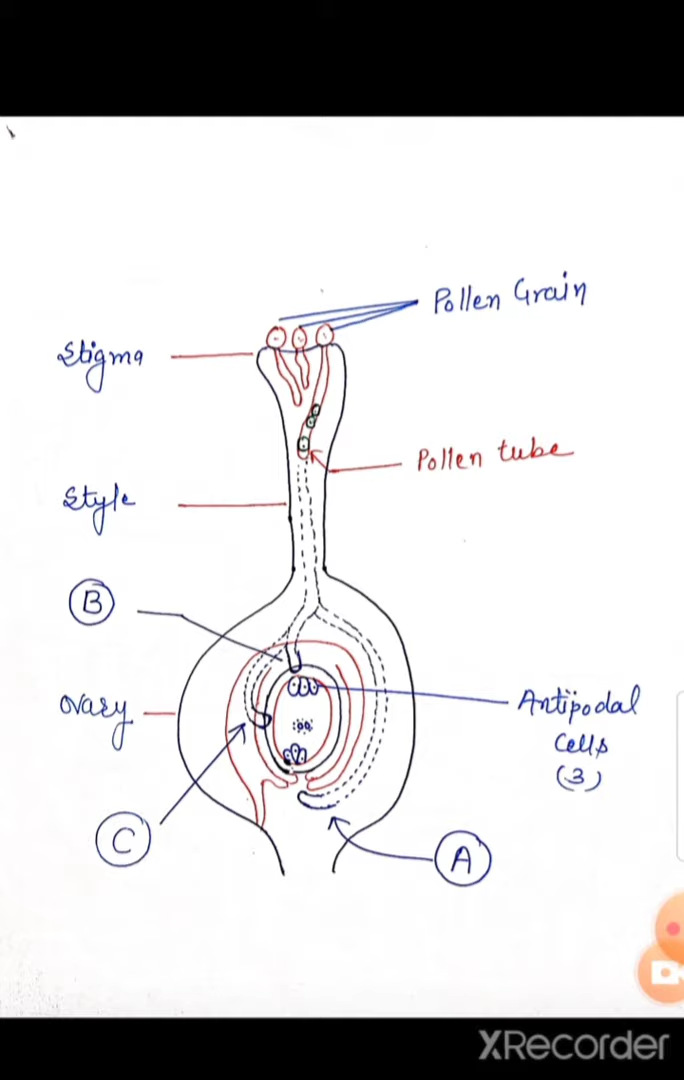 Pollen Grain
Stigma
Pollen tube
Style
B
Ovary
Antipodal
Cells
(3)
C
A
XRecorder